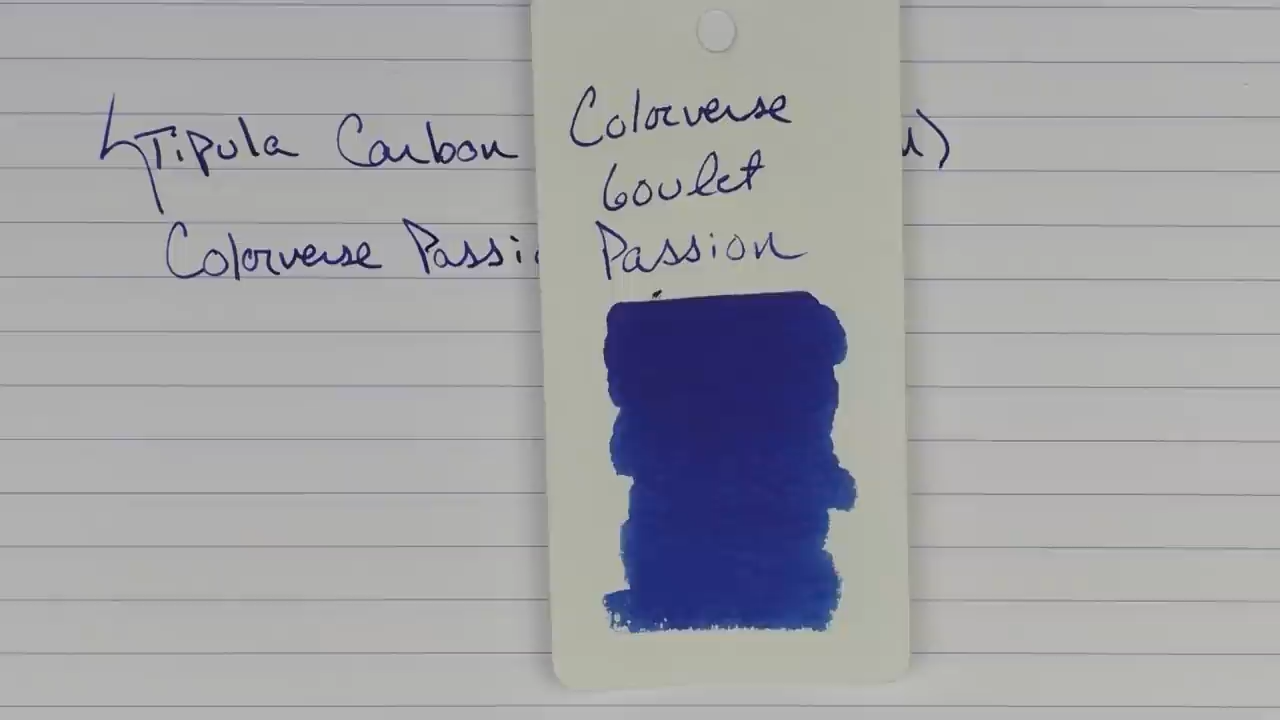 Tipula Carbon
Colorverse Passi
Colorverse
Goulet
Passion